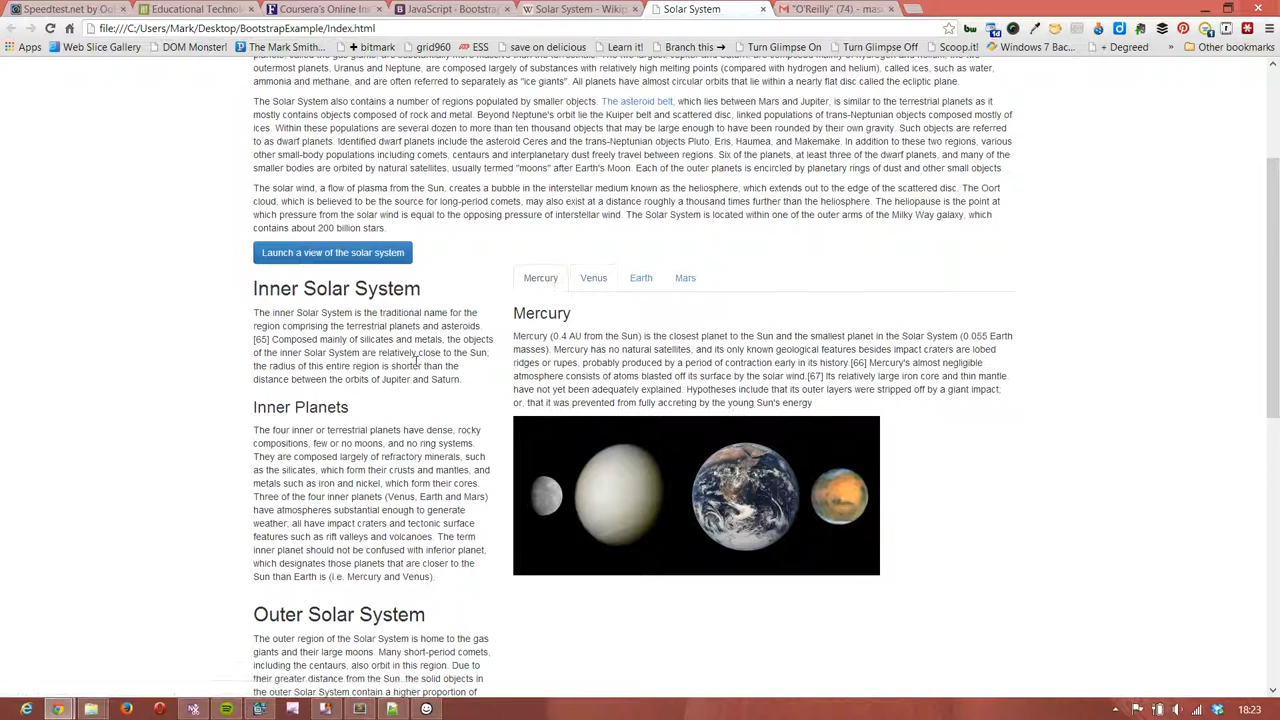 Speedtest.net by Ool
Educational Technolo
Coursera's Online Ini
JavaScript · Bootstra
Solar System - Wikip
Solar System
"O'Reilly" (74) - mas
file:///C:/Users/Mark/Desktop/BootstrapExample/Index.html
Web Slice Gallery
DOM Monster!
The Mark Smith...
+ bitmark
grid960
ESS
save on delicious
Learn it!
Branch this →
Turn Glimpse On
Turn Glimpse Off
Scoop.it!
Windows 7 Bac...
+ Degreed
Other bookmarks
outermost planets, Uranus and Neptune, are composed largely of substances with relatively high melting points (compared with hydrogen and helium), called ices, such as water,
ammonia and methane, and are often referred to separately as "ice giants". All planets have almost circular orbits that lie within a nearly flat disc called the ecliptic plane.
The Solar System also contains a number of regions populated by smaller objects. The asteroid belt, which lies between Mars and Jupiter, is similar to the terrestrial planets as it
mostly contains objects composed of rock and metal. Beyond Neptune's orbit lie the Kuiper belt and scattered disc, linked populations of trans-Neptunian objects composed mostly of
ices. Within these populations are several dozen to more than ten thousand objects that may be large enough to have been rounded by their own gravity. Such objects are referred
to as dwarf planets. Identified dwarf planets include the asteroid Ceres and the trans-Neptunian objects Pluto, Eris, Haumea, and Makemake. In addition to these two regions, various
other small-body populations including comets, centaurs and interplanetary dust freely travel between regions. Six of the planets, at least three of the dwarf planets, and many of the
smaller bodies are orbited by natural satellites, usually termed "moons" after Earth's Moon. Each of the outer planets is encircled by planetary rings of dust and other small objects.
The solar wind, a flow of plasma from the Sun, creates a bubble in the interstellar medium known as the heliosphere, which extends out to the edge of the scattered disc. The Oort
cloud, which is believed to be the source for long-period comets, may also exist at a distance roughly a thousand times further than the heliosphere. The heliopause is the point at
which pressure from the solar wind is equal to the opposing pressure of interstellar wind. The Solar System is located within one of the outer arms of the Milky Way galaxy, which
contains about 200 billion stars.
Launch a view of the solar system
Inner Solar System
The inner Solar System is the traditional name for the
region comprising the terrestrial planets and asteroids.
[65] Composed mainly of silicates and metals, the objects
of the inner Solar System are relatively close to the Sun;
the radius of this entire region is shorter than the
distance between the orbits of Jupiter and Saturn.
Inner Planets
The four inner or terrestrial planets have dense, rocky
compositions, few or no moons, and no ring systems.
They are composed largely of refractory minerals, such
as the silicates, which form their crusts and mantles, and
metals such as iron and nickel, which form their cores.
Three of the four inner planets (Venus, Earth and Mars)
have atmospheres substantial enough to generate
weather; all have impact craters and tectonic surface
features such as rift valleys and volcanoes. The term
inner planet should not be confused with inferior planet,
which designates those planets that are closer to the
Sun than Earth is (i.e. Mercury and Venus).
Outer Solar System
The outer region of the Solar System is home to the gas
giants and their large moons. Many short-period comets,
including the centaurs, also orbit in this region. Due to
their greater distance from the Sun, the solid objects in
the outer Solar System contain a higher proportion of
Mercury
Venus
Earth
Mars
Mercury
Mercury (0.4 AU from the Sun) is the closest planet to the Sun and the smallest planet in the Solar System (0.055 Earth
masses). Mercury has no natural satellites, and its only known geological features besides impact craters are lobed
ridges or rupes, probably produced by a period of contraction early in its history.[66] Mercury's almost negligible
atmosphere consists of atoms blasted off its surface by the solar wind.[67] Its relatively large iron core and thin mantle
have not yet been adequately explained. Hypotheses include that its outer layers were stripped off by a giant impact;
or, that it was prevented from fully accreting by the young Sun's energy
18:23